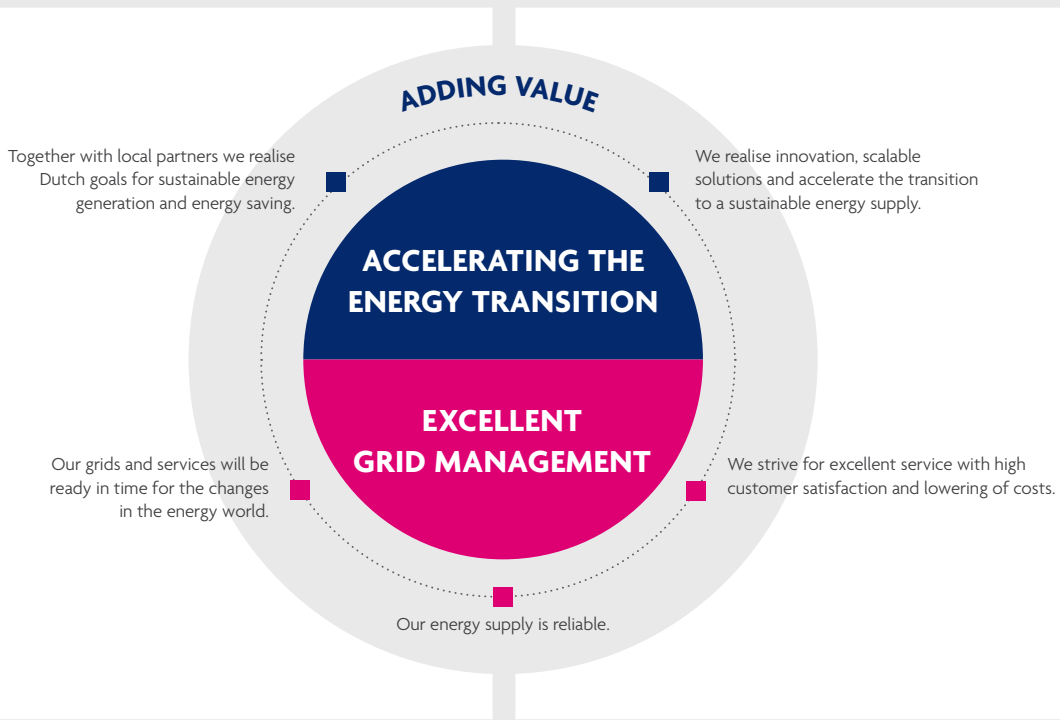 ADDING VALUE
Together with local partners we realise
Dutch goals for sustainable energy
generation and energy saving.
We realise innovation, scalable
solutions and accelerate the transition
to a sustainable energy supply.
ACCELERATING THE
ENERGY TRANSITION
EXCELLENT
GRID MANAGEMENT
Our grids and services will be
ready in time for the changes
in the energy world.
We strive for excellent service with high
customer satisfaction and lowering of costs.
Our energy supply is reliable.